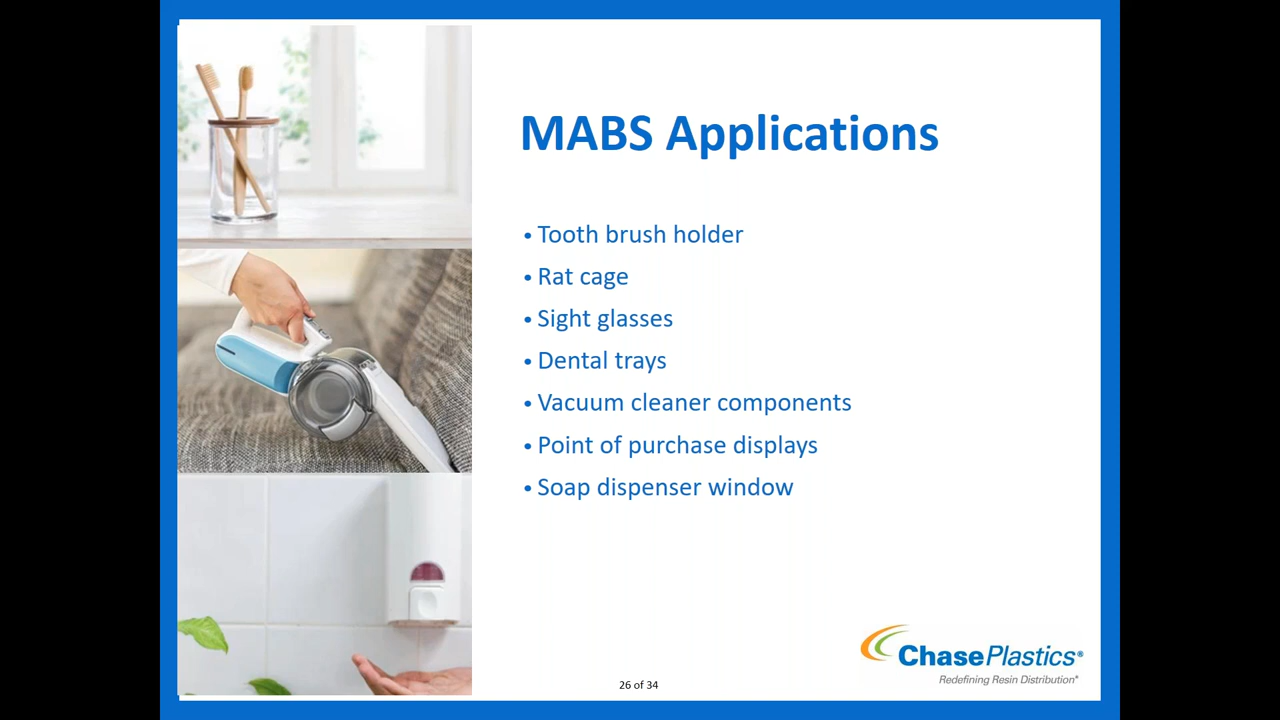 MABS Applications
• Tooth brush holder
• Rat cage
• Sight glasses
• Dental trays
• Vacuum cleaner components
• Point of purchase displays
• Soap dispenser window
ChasePlastics®
Redefining Resin Distribution®
26 of 34